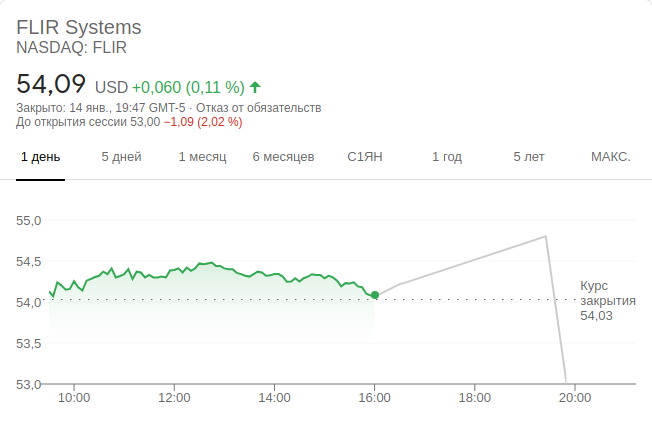 FLIR Systems
NASDAQ: FLIR
54,09 USD +0,060 (0,11 %)
Закрыто: 14 янв., 19:47 GMT-5 · Отказ от обязательств
До открытия сессии 53,00 −1,09 (2,02 %)
1 день 5 дней 1 месяц 6 месяцев С1ЯН 1 год 5 лет МАКС.
55,0
54,5
54,0
53,5
53,0
Курс
закрытия
54,03
10:00 12:00 14:00 16:00 18:00 20:00